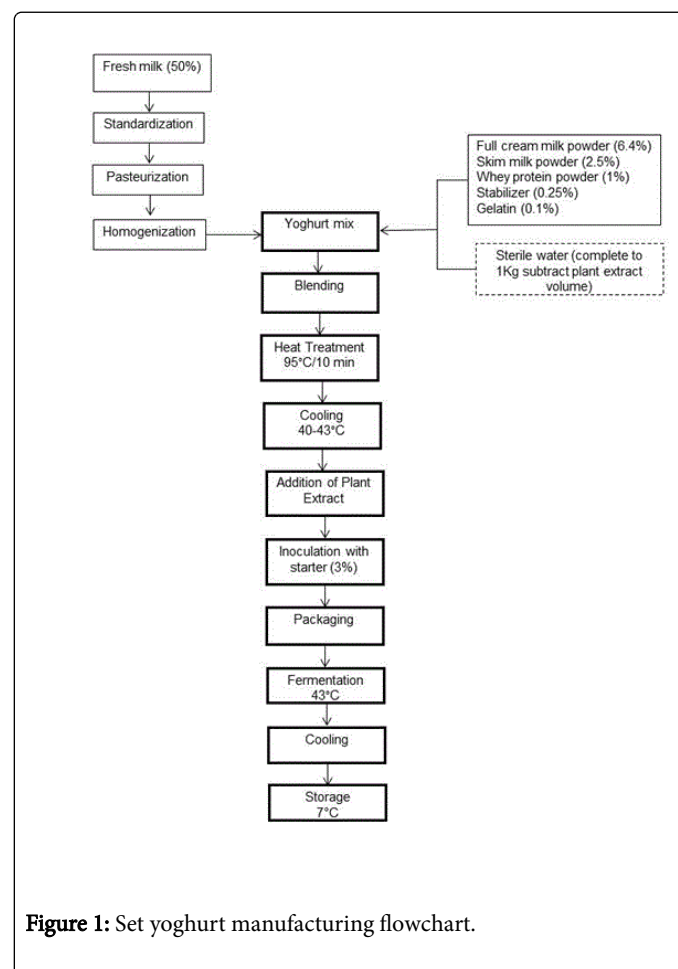 Fresh milk (50%)
Standardization
Pasteurization
Homogenization
Full cream milk powder (6.4%)
Skim milk powder (2.5%)
Whey protein powder (1%)
Stabilizer (0.25%)
Gelatin (0.1%)
Sterile water (complete to
1Kg subtract plant extract
volume)
Yoghurt mix
Blending
Heat Treatment
95°C/10 min
Cooling
40-43°C
Addition of Plant
Extract
Inoculation with
starter (3%)
Packaging
Fermentation
43°C
Cooling
Storage
7°C
Figure 1: Set yoghurt manufacturing flowchart.